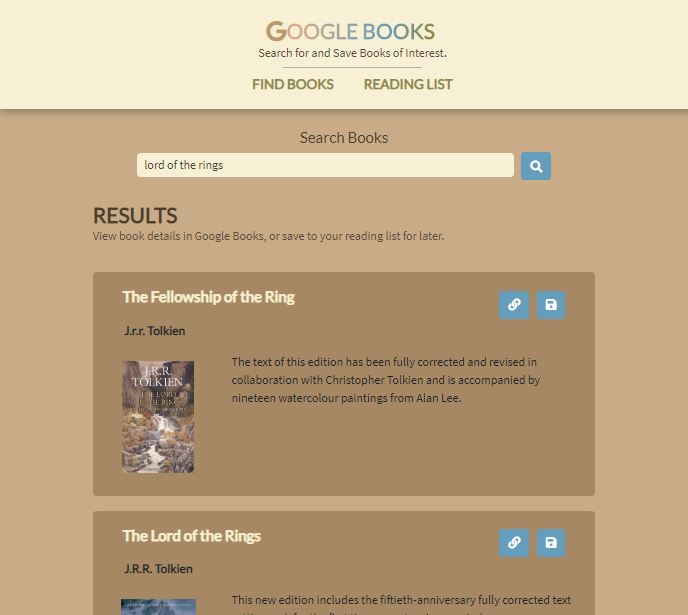 GOOGLE BOOKS
Search for and Save Books of Interest.
FIND BOOKS READING LIST
Search Books
lord of the rings
RESULTS
View book details in Google Books, or save to your reading list for later.
The Fellowship of the Ring
J.r.r. Tolkien
J.R.R.
TOLKIEN
THE LORD
OF THE RINGS
The text of this edition has been fully corrected and revised in
collaboration with Christopher Tolkien and is accompanied by
nineteen watercolour paintings from Alan Lee.
The Lord of the Rings
J.R.R. Tolkien
This new edition includes the fiftieth-anniversary fully corrected text